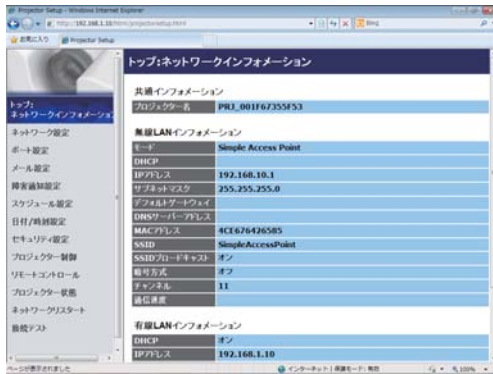 Projector Setup - Windows Internet Explorer
http://192.168.1.10/html/projectorsetup.html
Bing
お気に入り
Projector Setup
トップ:ネットワークインフォメーション
トップ:
ネットワークインフォメーション
ネットワーク設定
ポート設定
メール設定
障害通知設定
スケジュール設定
日付/時刻設定
セキュリティ設定
プロジェクター制御
リモートコントロール
プロジェクター状態
ネットワークリスタート
接続テスト
共通インフォメーション
プロジェクター名 PRJ_001F67355F53
無線LANインフォメーション
モード Simple Access Point
DHCP
IPアドレス 192.168.10.1
サブネットマスク 255.255.255.0
デフォルトゲートウェイ
DNSサーバーアドレス
MACアドレス 4CE676426585
SSID SimpleAccessPoint
SSIDブロードキャスト オン
暗号方式 オフ
チャンネル 11
通信速度
有線LANインフォメーション
DHCP オン
IPアドレス 192.168.1.10
ページが表示されました
インターネット | 保護モード: 無効
100%